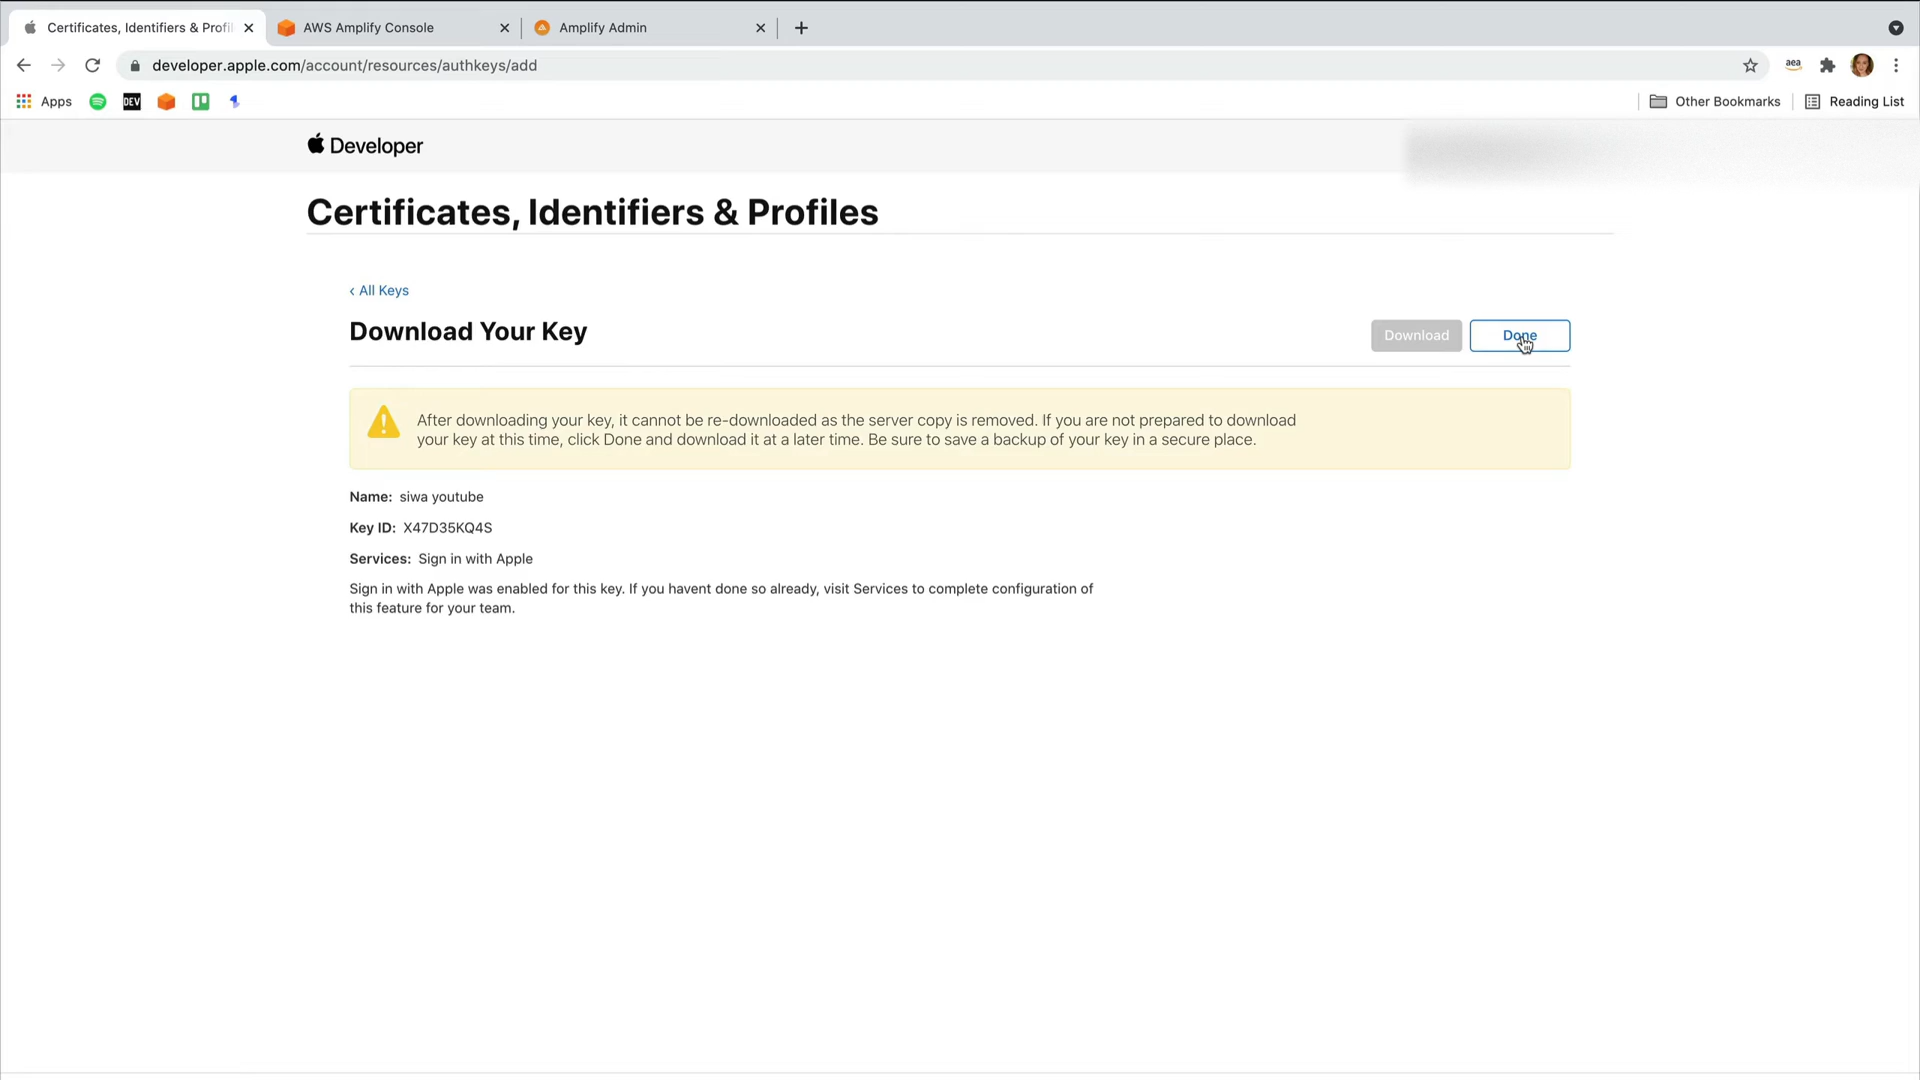 Certificates, Identifiers & Profil
AWS Amplify Console
Amplify Admin
developer.apple.com/account/resources/authkeys/add
aea
Apps
DEV
Other Bookmarks
Reading List
Developer
Certificates, Identifiers & Profiles
‹ All Keys
Download Your Key
Download
Done
After downloading your key, it cannot be re-downloaded as the server copy is removed. If you are not prepared to download
your key at this time, click Done and download it at a later time. Be sure to save a backup of your key in a secure place.
Name: siwa youtube
Key ID: X47D35KQ4S
Services: Sign in with Apple
Sign in with Apple was enabled for this key. If you havent done so already, visit Services to complete configuration of
this feature for your team.